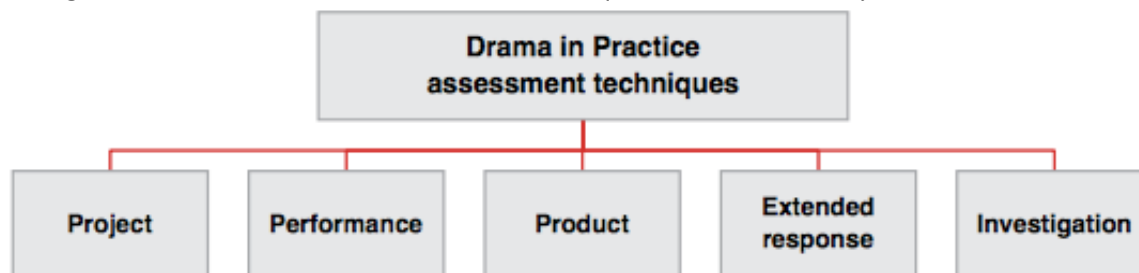 Drama in Practice
assessment techniques
Project
Performance
Product
Extended
response
Investigation